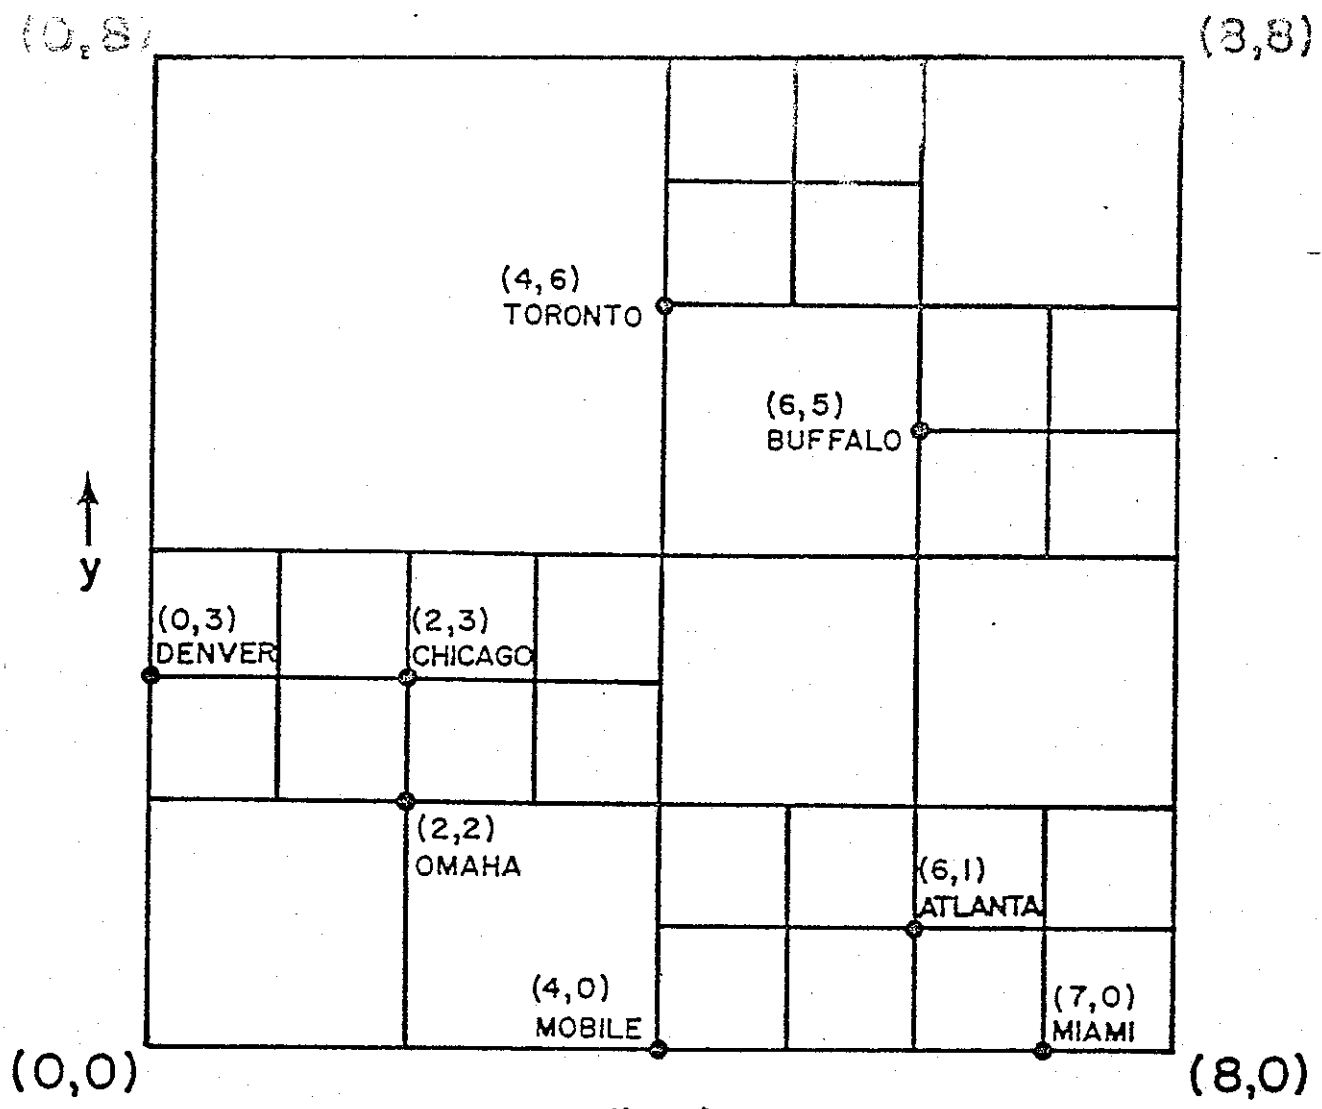 (0,8)
(8,8)
(4,6)
TORONTO
(6,5)
BUFFALO
y
(0,3)
DENVER
(2,3)
CHICAGO
(2,2)
OMAHA
(6,1)
ATLANTA
(4,0)
MOBILE
(7,0)
MIAMI
(0,0)
(8,0)